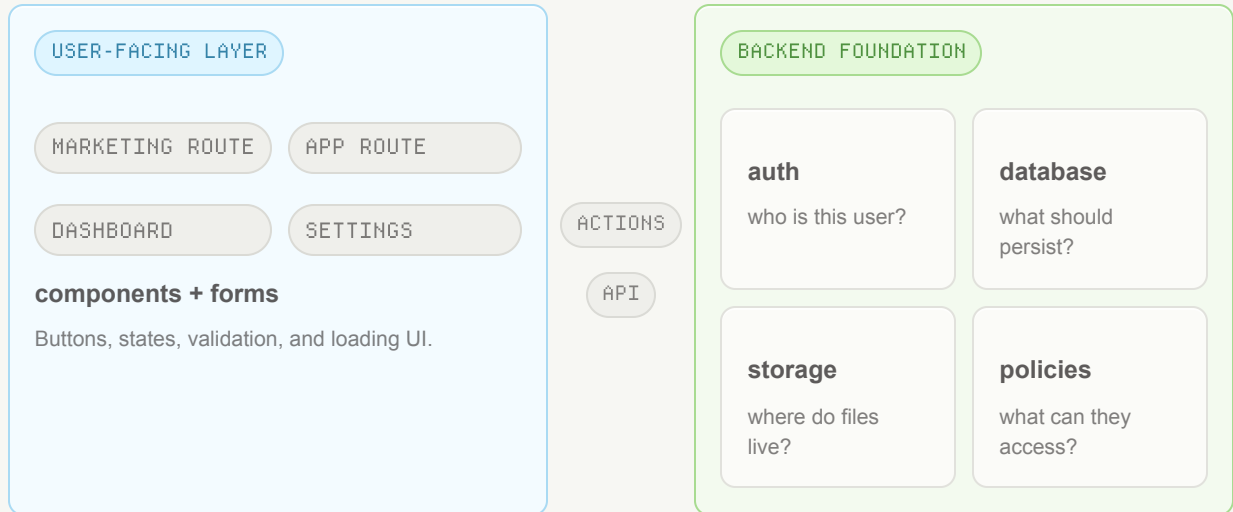 USER-FACING LAYER
MARKETING ROUTE
APP ROUTE
DASHBOARD
SETTINGS
components + forms
Buttons, states, validation, and loading UI.
ACTIONS
API
BACKEND FOUNDATION
auth
who is this user?
database
what should
persist?
storage
where do files
live?
policies
what can they
access?